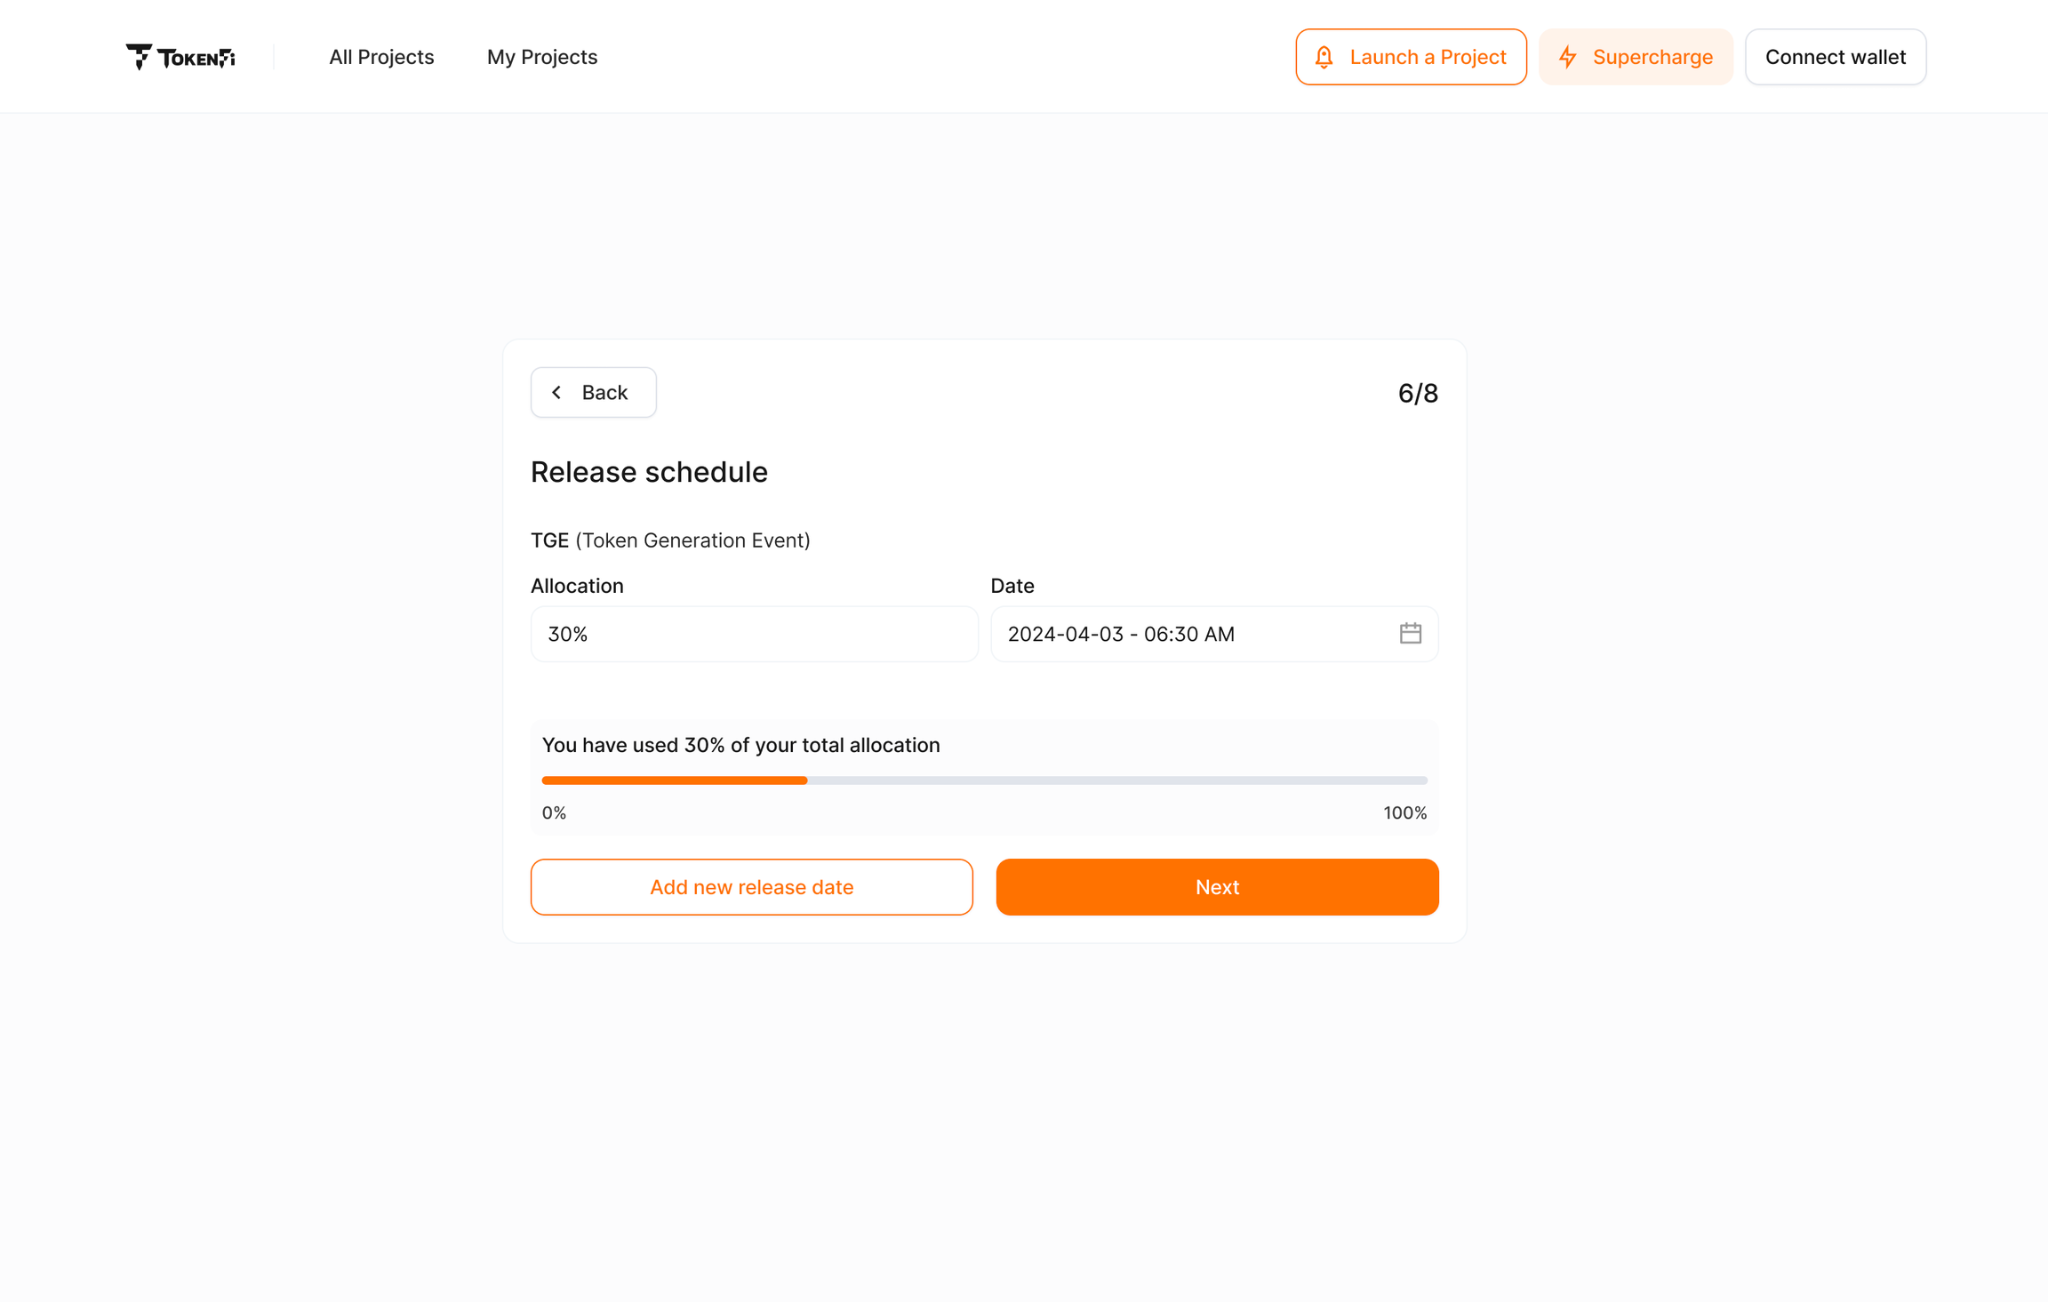 TOKENFi
All Projects
My Projects
Launch a Project
Supercharge
Connect wallet
Back
6/8
Release schedule
TGE (Token Generation Event)
Allocation
Date
30%
2024-04-03 - 06:30 AM
You have used 30% of your total allocation
0%
100%
Add new release date
Next